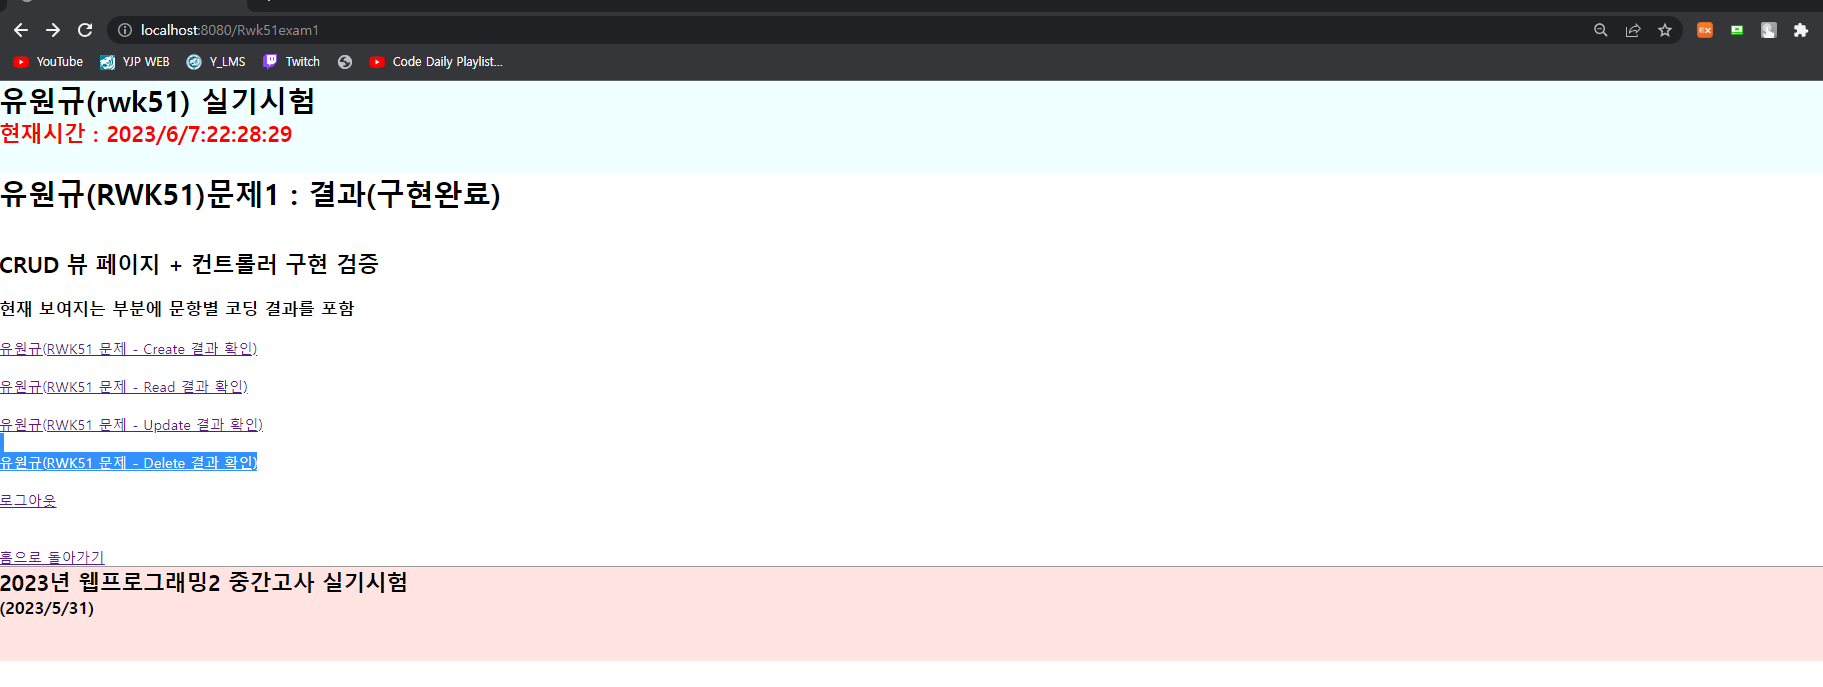 localhost:8080/Rwk51exam1
YouTube YJP WEB Y_LMS Twitch Code Daily Playlist...
유원규(rwk51) 실기시험
현재시간 : 2023/6/7:22:28:29
유원규(RWK51)문제1 : 결과(구현완료)
CRUD 뷰 페이지 + 컨트롤러 구현 검증
현재 보여지는 부분에 문항별 코딩 결과를 포함
유원규(RWK51 문제 - Create 결과 확인)
유원규(RWK51 문제 - Read 결과 확인)
유원규(RWK51 문제 - Update 결과 확인)
유원규(RWK51 문제 - Delete 결과 확인)
로그아웃
홈으로 돌아가기
2023년 웹프로그래밍2 중간고사 실기시험
(2023/5/31)